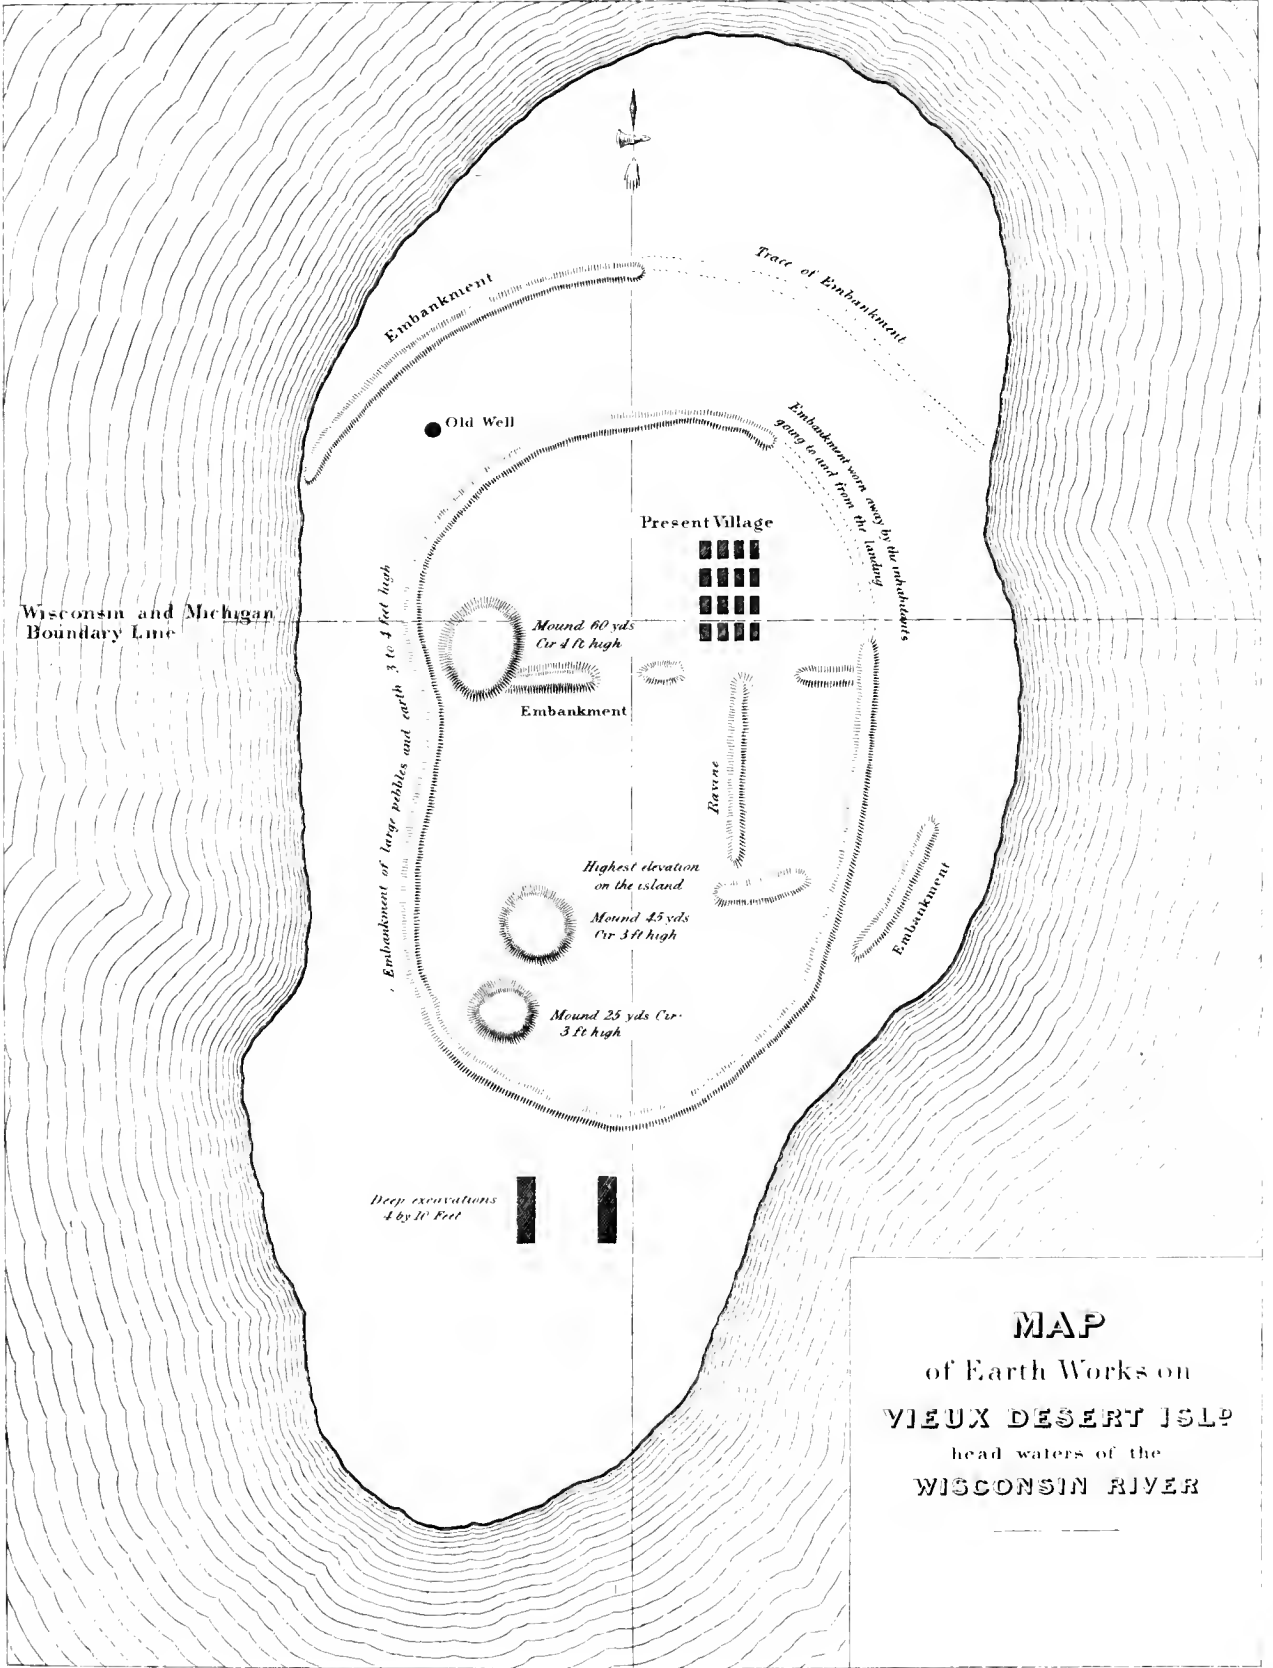 Embankment
Trace of Embankment
Old Well
Embankment worn away by the inhabitants
going to and from the landing
Present Village
Wisconsin and Michigan
Boundary Line
Mound 60 yds
Cir 4 ft high
Embankment
Embankment of large pebbles and earth 3 to 4 feet high
Ravine
Highest elevation
on the island
Mound 45 yds
Cir 3 ft high
Embankment
Mound 25 yds Cir.
3 ft high
Deep excavations
4 by 10 Feet
MAP
of Earth Works on
VIEUX DESERT ISLD
head waters of the
WISCONSIN RIVER